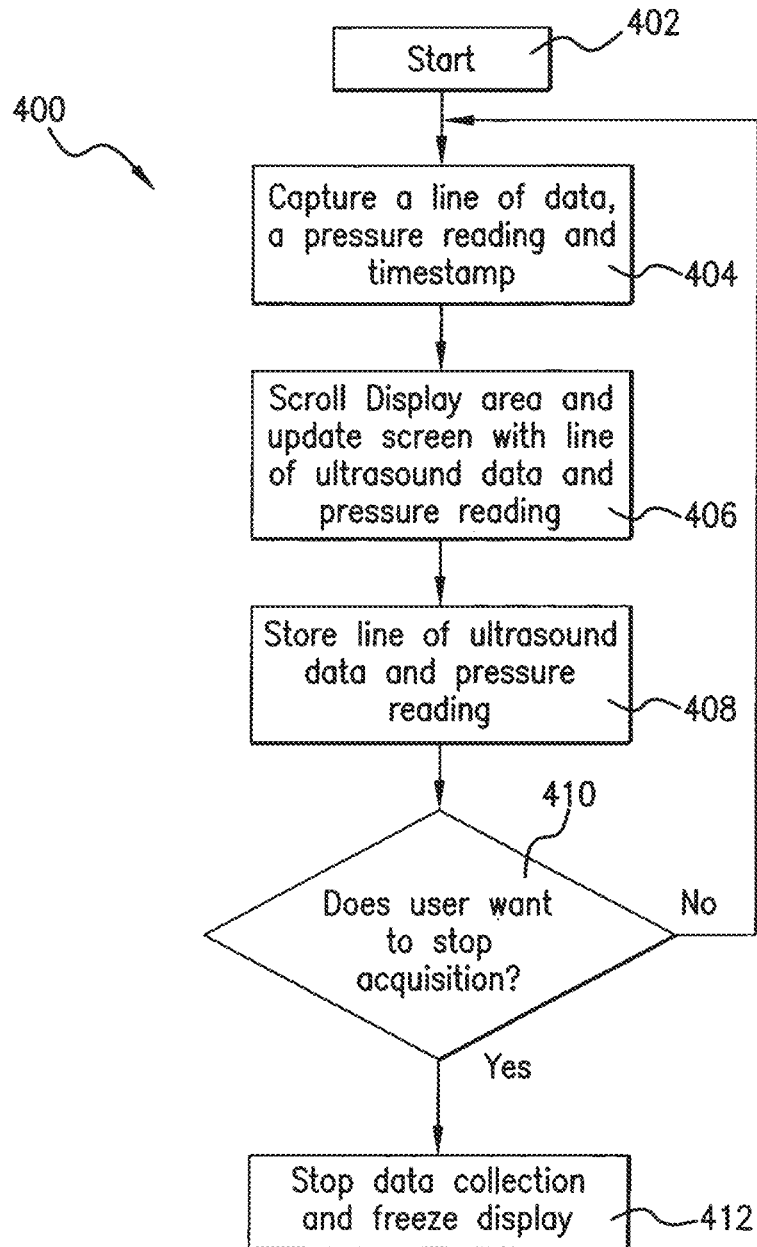 402
Start
400
Capture a line of data,
a pressure reading and
timestamp
404
Scroll Display area and
update screen with line
of ultrasound data and
pressure reading
406
Store line of ultrasound
data and pressure
reading
408
410
Does user want
to stop
acquisition?
No
Yes
Stop data collection
and freeze display
412